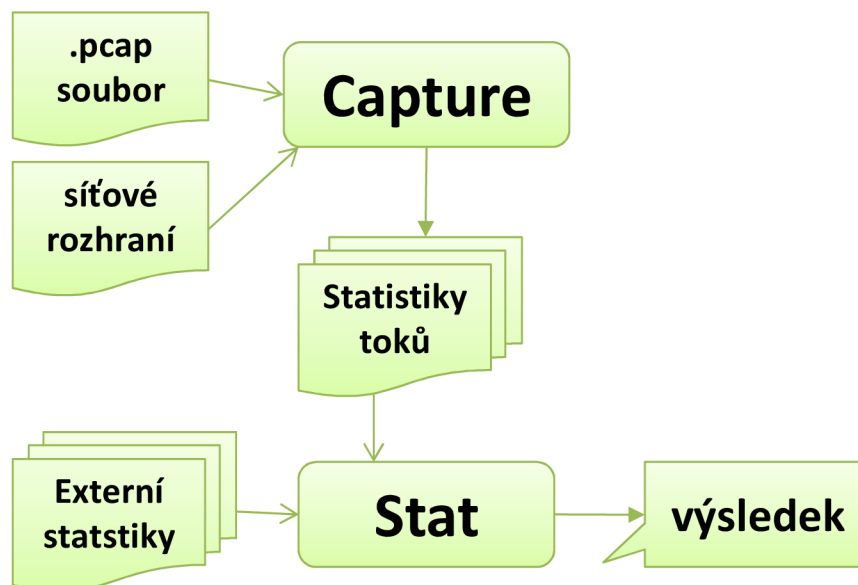 .pcap
soubor
Capture
síťové
rozhraní
Statistiky
toků
Externí
statstiky
Stat
výsledek